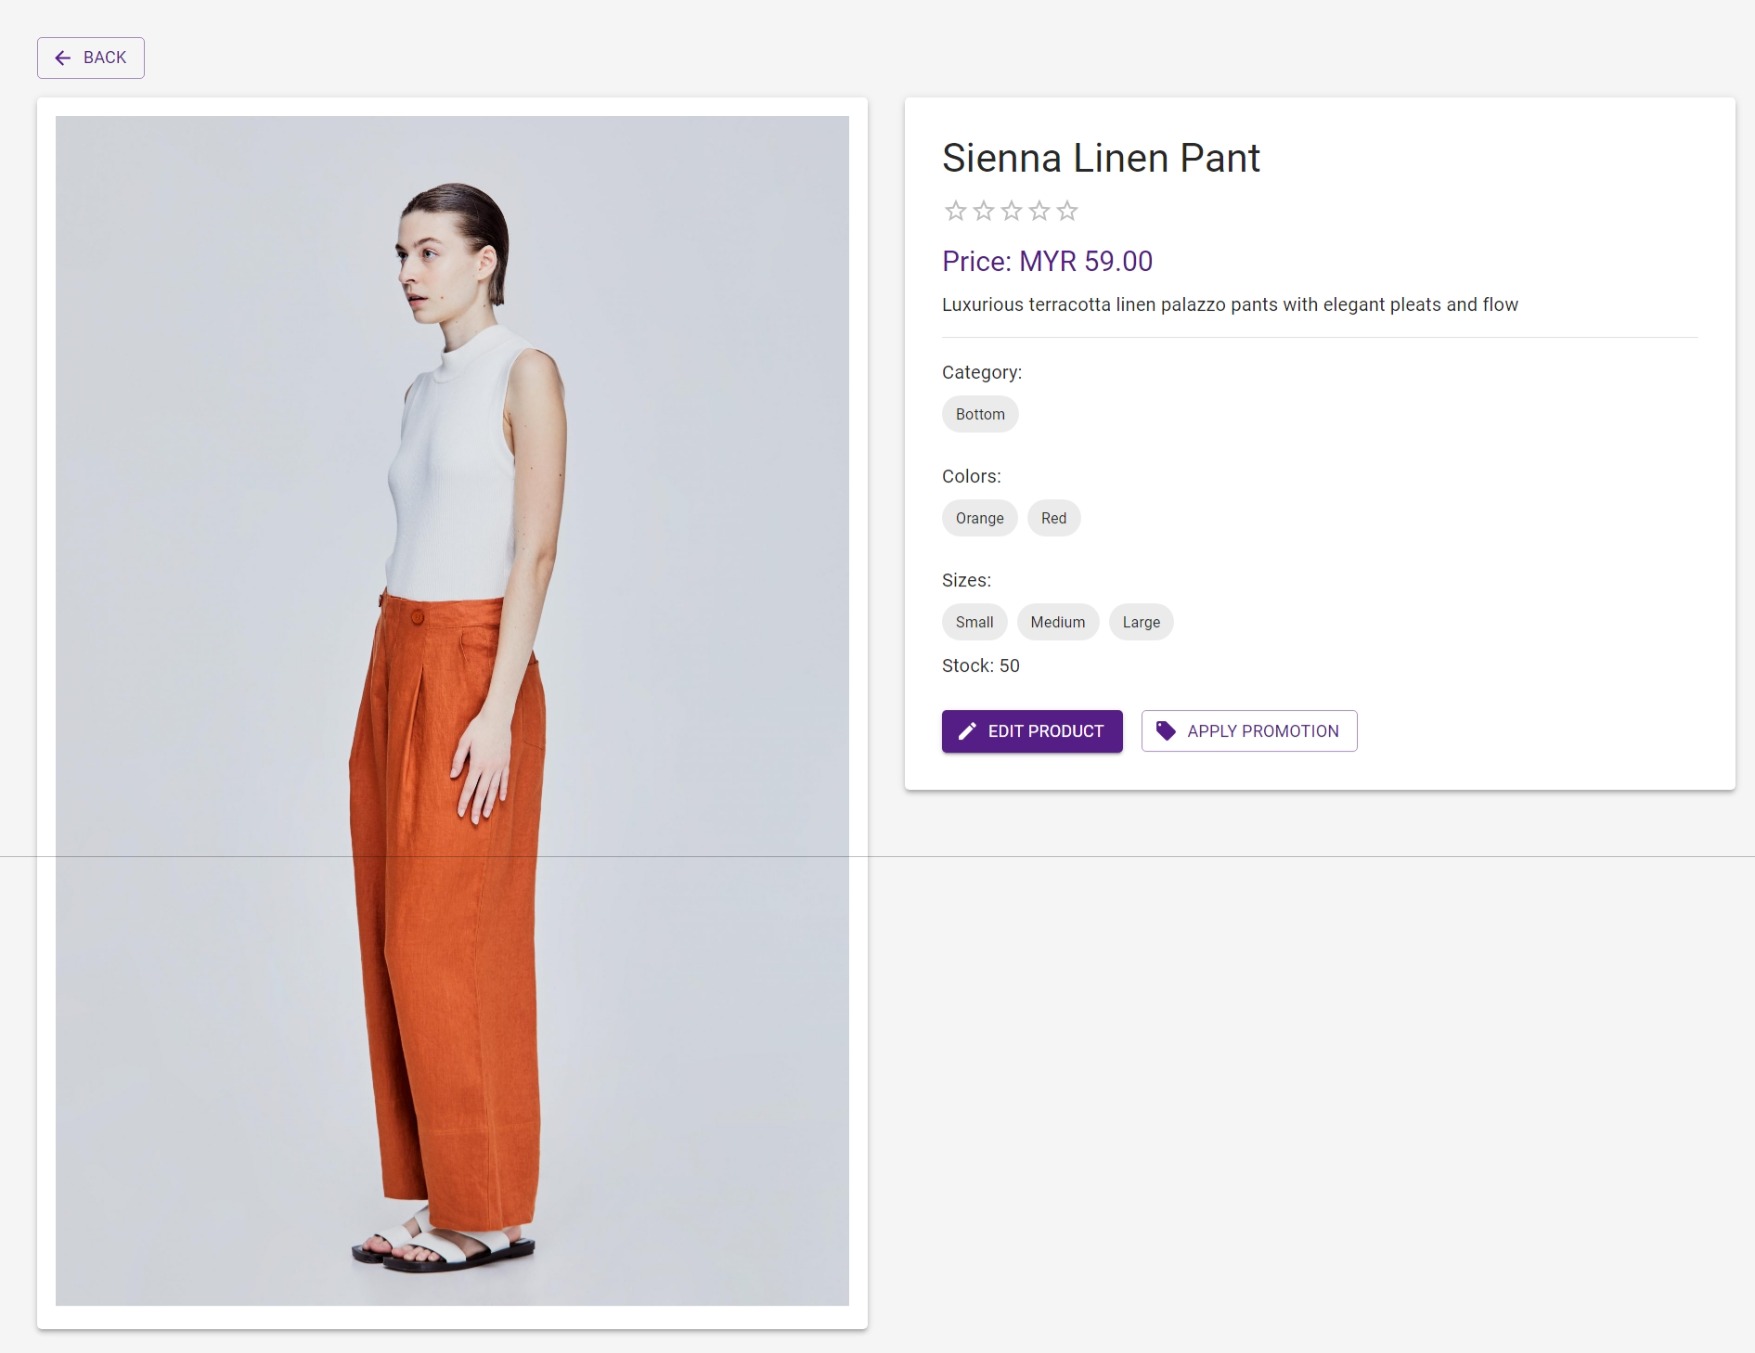 BACK
Sienna Linen Pant
Price: MYR 59.00
Luxurious terracotta linen palazzo pants with elegant pleats and flow
Category:
Bottom
Colors:
Orange Red
Sizes:
Small Medium Large
Stock: 50
EDIT PRODUCT APPLY PROMOTION